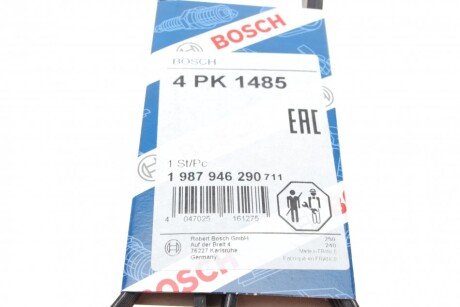 BOSCH
BOSCH
4 PK 1485
EAC
1 St/Pc
1 987 946 290 711
4 047025 161275
Robert Bosch GmbH
Auf der Breit 4
76227 Karlsruhe
Germany